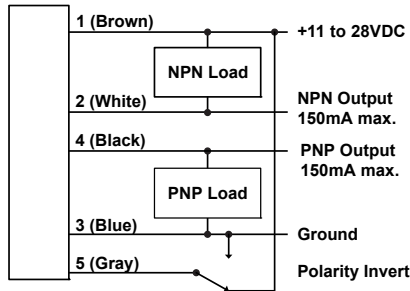 1 (Brown)
+11 to 28VDC
NPN Load
2 (White)
NPN Output
150mA max.
4 (Black)
PNP Output
150mA max.
PNP Load
3 (Blue)
Ground
5 (Gray)
Polarity Invert